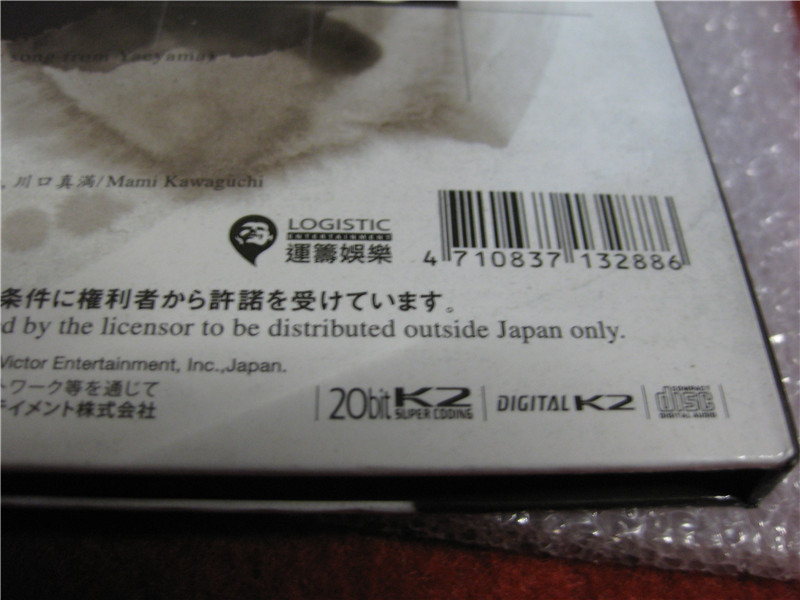 song from Yaeyama)
、川口真満/Mami Kawaguchi
LOGISTIC
ENTERTAINMENT
運籌娛樂
4 710837 132886
条件に権利者から許諾を受けています。
d by the licensor to be distributed outside Japan only.
Victor Entertainment, Inc.,Japan.
トワーク等を通じて
テイメント株式会社
20bit K2 SUPER CODING
DIGITAL K2
COMPACT disc DIGITAL AUDIO